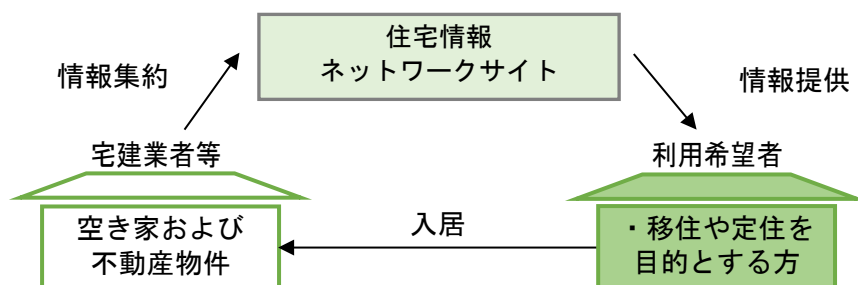 住宅情報
ネットワークサイト
情報集約
情報提供
宅建業者等
利用希望者
空き家および
不動産物件
入居
・移住や定住を
目的とする方